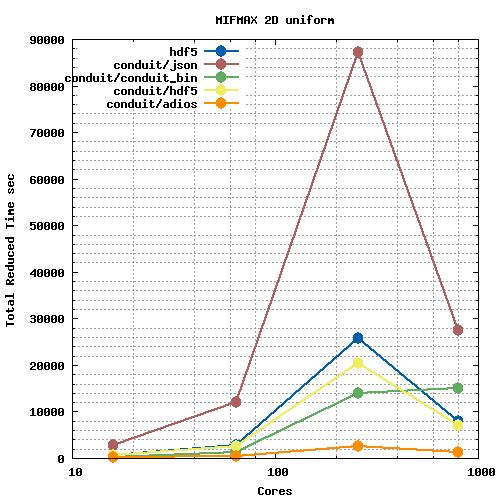 MIFMAX 2D uniform
90000
80000
70000
60000
50000
40000
30000
20000
10000
0
Total Reduced Time sec
hdf5
conduit/json
conduit/conduit_bin
conduit/hdf5
conduit/adios
10
100
1000
Cores